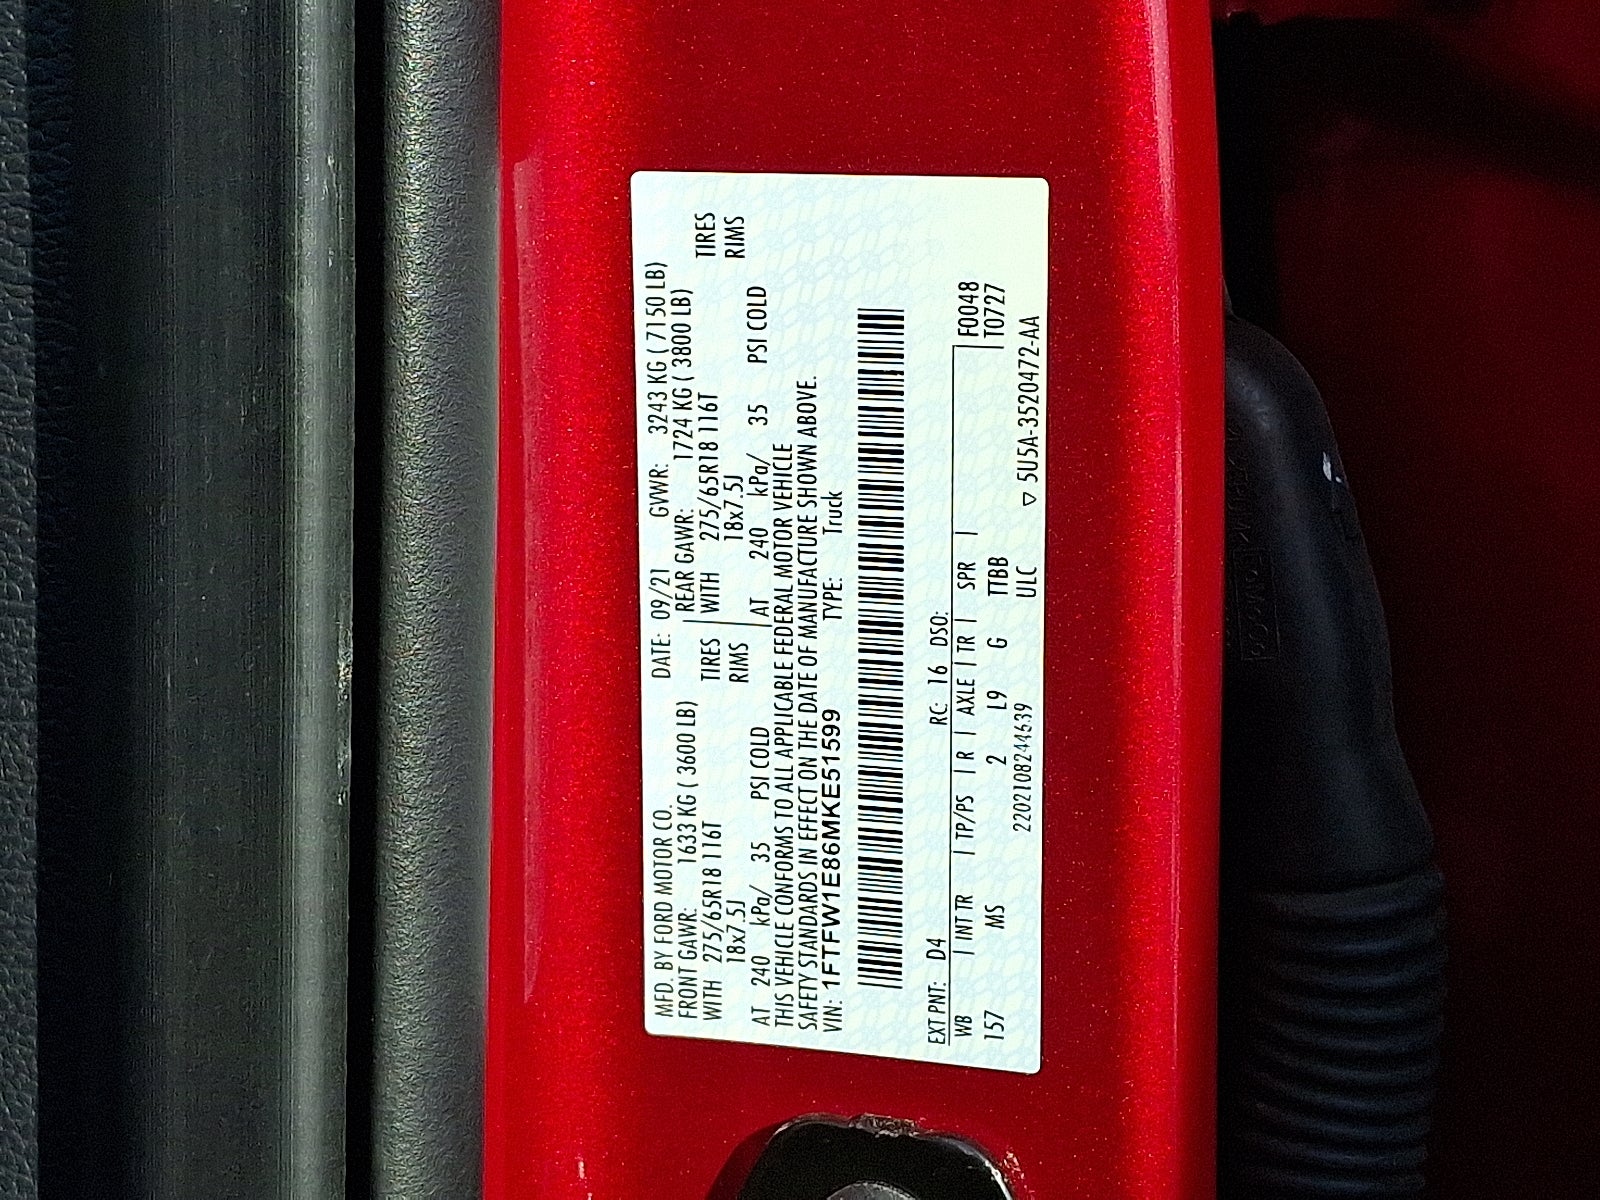 MFD. BY FORD MOTOR CO.
DATE: 09/21 GVWR: 3243 KG ( 7150 LB)
FRONT GAWR: 1633 KG ( 3600 LB)
REAR GAWR: 1724 KG ( 3800 LB)
WITH 275/65R18 116T TIRES
WITH 275/65R18 116T TIRES
18x7.5J RIMS
18x7.5J RIMS
AT 240 kPa/ 35 PSI COLD
AT 240 kPa/ 35 PSI COLD
THIS VEHICLE CONFORMS TO ALL APPLICABLE FEDERAL MOTOR VEHICLE
SAFETY STANDARDS IN EFFECT ON THE DATE OF MANUFACTURE SHOWN ABOVE.
VIN: 1FTFW1E86MKE51599 TYPE: Truck
EXT PNT: D4 RC: 16 DSO:
WB | INT TR | TP/PS | R | AXLE | TR | SPR | F0048
157 MS 2 L9 G TTBB T0727
2202108244639 ULC ▽ 5U5A-3520472-AA